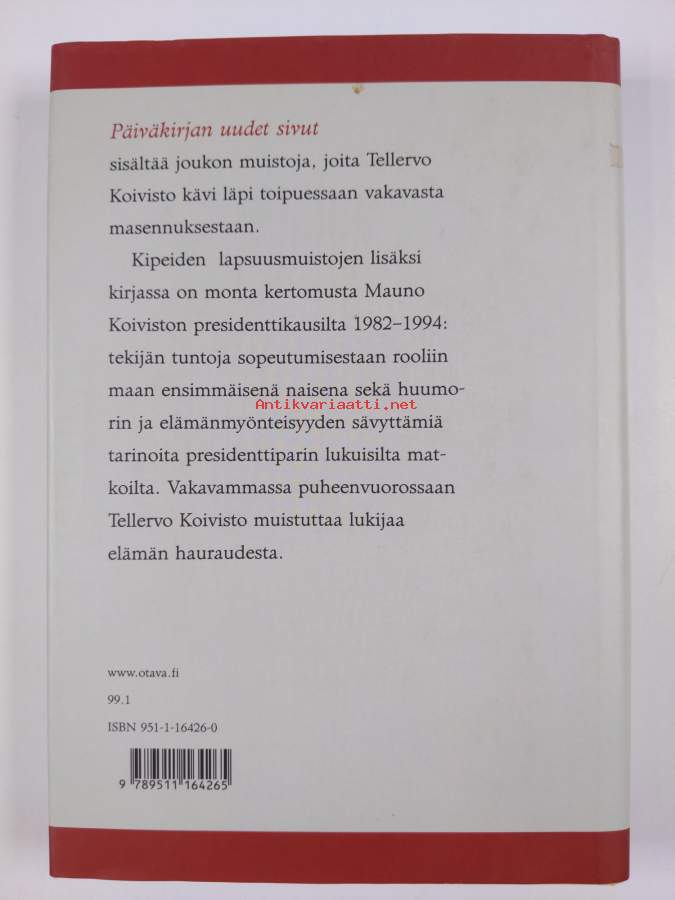 Päiväkirjan uudet sivut
sisältää joukon muistoja, joita Tellervo
Koivisto kävi läpi toipuessaan vakavasta
masennuksestaan.
Kipeiden lapsuusmuistojen lisäksi
kirjassa on monta kertomusta Mauno
Koiviston presidenttikausilta 1982–1994:
tekijän tuntoja sopeutumisestaan rooliin
maan ensimmäisenä naisena sekä huumo-
Antikvariaatti.net
rin ja elämänmyönteisyyden sävyttämiä
tarinoita presidenttiparin lukuisilta mat-
koilta. Vakavammassa puheenvuorossaan
Tellervo Koivisto muistuttaa lukijaa
elämän hauraudesta.
www.otava.fi
99.1
ISBN 951-1-16426-0
9 789511 164265